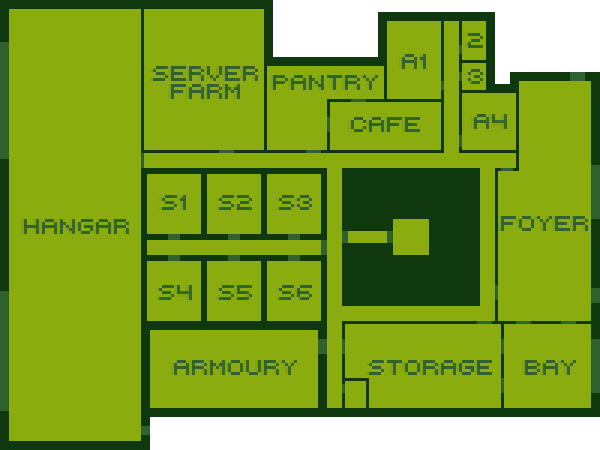 SERVER
FARM
PANTRY
A1
2
3
CAFE
A4
S1
S2
S3
HANGAR
FOYER
S4
S5
S6
ARMOURY
STORAGE
BAY